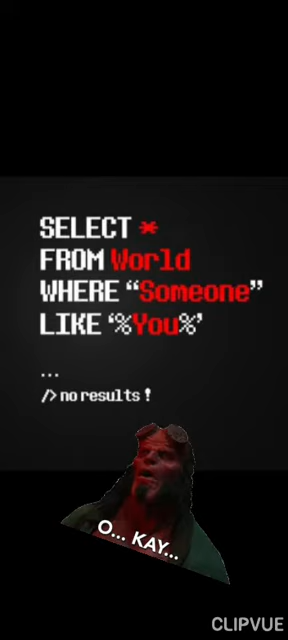 SELECT *
FROM World
WHERE “Someone”
LIKE ‘%You%’
...
/> no results !
O... KAY...
CLIPVUE